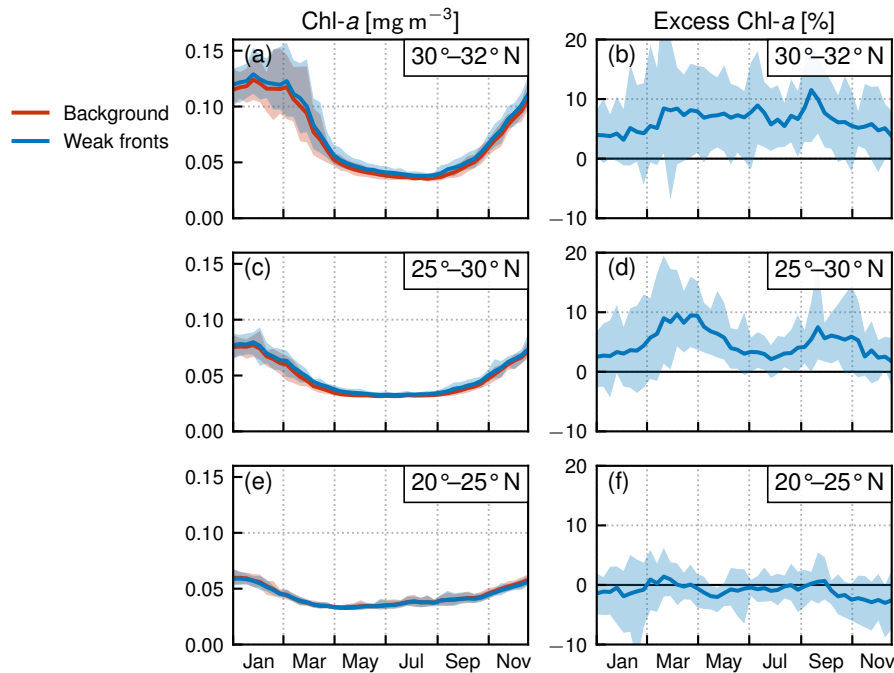 Chl-a [mg m⁻³]
Excess Chl-a [%]
Background
Weak fronts
(a)
30°–32° N
0.15
0.10
0.05
0.00
(b)
30°–32° N
20
10
0
−10
(c)
25°–30° N
0.15
0.10
0.05
0.00
(d)
25°–30° N
20
10
0
−10
(e)
20°–25° N
0.15
0.10
0.05
0.00
Jan Mar May Jul Sep Nov
(f)
20°–25° N
20
10
0
−10
Jan Mar May Jul Sep Nov